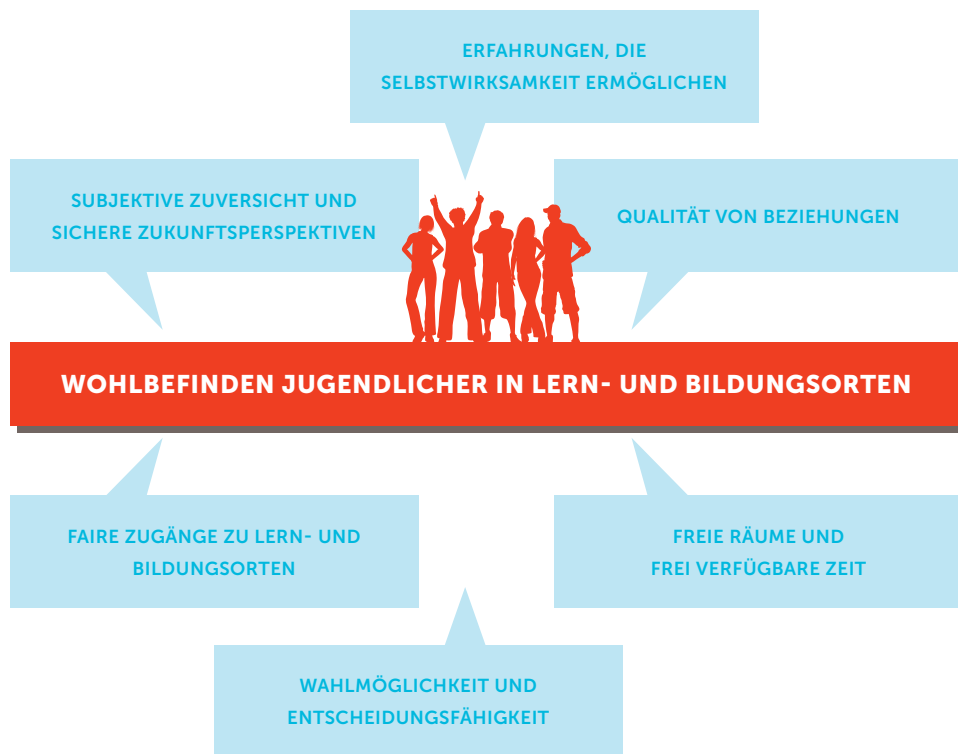 ERFAHRUNGEN, DIE
SELBSTWIRKSAMKEIT ERMÖGLICHEN
SUBJEKTIVE ZUVERSICHT UND
SICHERE ZUKUNFTSPERSPEKTIVEN
QUALITÄT VON BEZIEHUNGEN
WOHLBEFINDEN JUGENDLICHER IN LERN- UND BILDUNGSORTEN
FAIRE ZUGÄNGE ZU LERN- UND
BILDUNGSORTEN
FREIE RÄUME UND
FREI VERFÜGBARE ZEIT
WAHLMÖGLICHKEIT UND
ENTSCHEIDUNGSFÄHIGKEIT